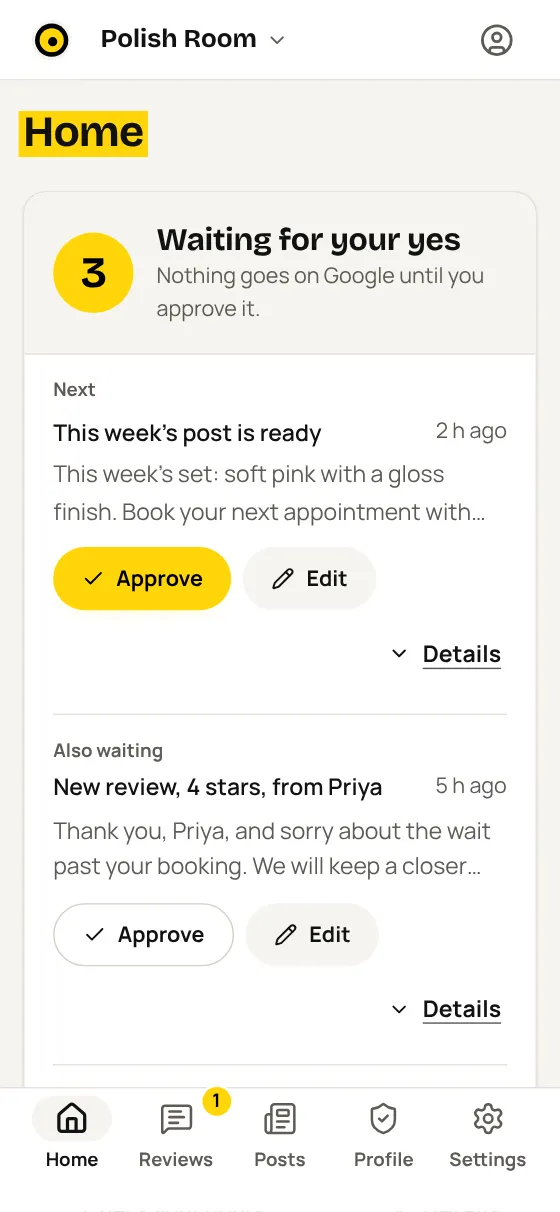 Polish Room
Home
3
Waiting for your yes
Nothing goes on Google until you
approve it.
Next
This week's post is ready
2 h ago
This week's set: soft pink with a gloss
finish. Book your next appointment with…
Approve
Edit
Details
Also waiting
New review, 4 stars, from Priya
5 h ago
Thank you, Priya, and sorry about the wait
past your booking. We will keep a closer…
Approve
Edit
Details
1
Home
Reviews
Posts
Profile
Settings